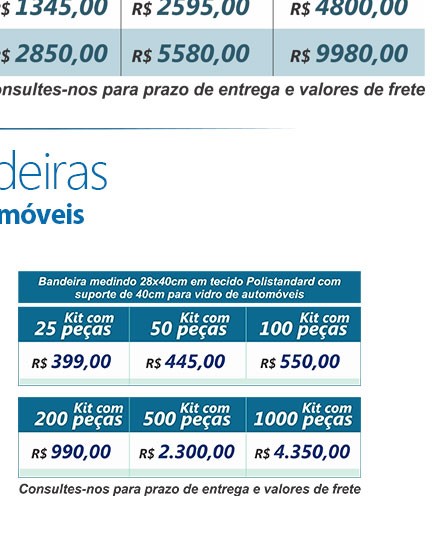 R$ 1345,00 R$ 2595,00 R$ 4800,00
R$ 2850,00 R$ 5580,00 R$ 9980,00
onsultes-nos para prazo de entrega e valores de frete
deiras
móveis
Bandeira medindo 28x40cm em tecido Polistandard com
suporte de 40cm para vidro de automóveis
Kit com 25 peças Kit com 50 peças Kit com 100 peças
R$ 399,00 R$ 445,00 R$ 550,00
Kit com 200 peças Kit com 500 peças Kit com 1000 peças
R$ 990,00 R$ 2.300,00 R$ 4.350,00
Consultes-nos para prazo de entrega e valores de frete